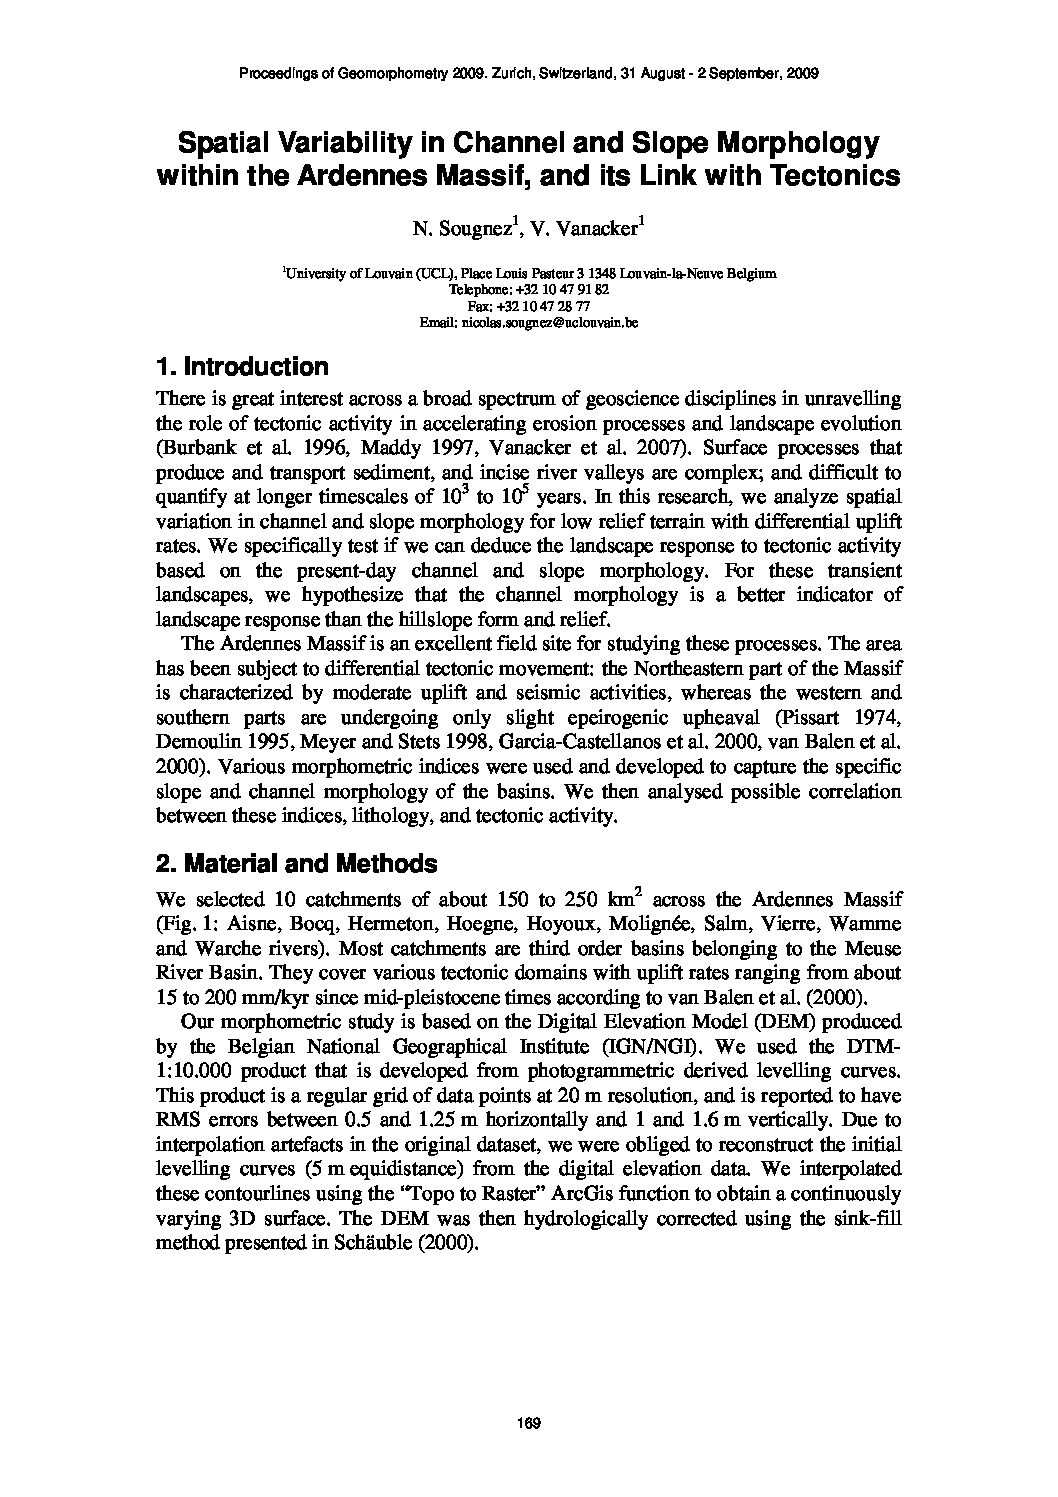 Proceedings of Geomorphometry 2009. Zurich, Switzerland, 31 August - 2 September, 2009
Spatial Variability in Channel and Slope Morphology
within the Ardennes Massif, and its Link with Tectonics
N. Sougnez¹, V. Vanacker¹
¹University of Louvain (UCL), Place Louis Pasteur 3 1348 Louvain-la-Neuve Belgium
Telephone: +32 10 47 91 82
Fax: +32 10 47 28 77
Email: nicolas.sougnez@uclouvain.be
1. Introduction
There is great interest across a broad spectrum of geoscience disciplines in unravelling
the role of tectonic activity in accelerating erosion processes and landscape evolution
(Burbank et al. 1996, Maddy 1997, Vanacker et al. 2007). Surface processes that
produce and transport sediment, and incise river valleys are complex; and difficult to
quantify at longer timescales of 10³ to 10⁵ years. In this research, we analyze spatial
variation in channel and slope morphology for low relief terrain with differential uplift
rates. We specifically test if we can deduce the landscape response to tectonic activity
based on the present-day channel and slope morphology. For these transient
landscapes, we hypothesize that the channel morphology is a better indicator of
landscape response than the hillslope form and relief.
The Ardennes Massif is an excellent field site for studying these processes. The area
has been subject to differential tectonic movement: the Northeastern part of the Massif
is characterized by moderate uplift and seismic activities, whereas the western and
southern parts are undergoing only slight epeirogenic upheaval (Pissart 1974,
Demoulin 1995, Meyer and Stets 1998, Garcia-Castellanos et al. 2000, van Balen et al.
2000). Various morphometric indices were used and developed to capture the specific
slope and channel morphology of the basins. We then analysed possible correlation
between these indices, lithology, and tectonic activity.
2. Material and Methods
We selected 10 catchments of about 150 to 250 km² across the Ardennes Massif
(Fig. 1: Aisne, Bocq, Hermeton, Hoegne, Hoyoux, Molignée, Salm, Vierre, Wamme
and Warche rivers). Most catchments are third order basins belonging to the Meuse
River Basin. They cover various tectonic domains with uplift rates ranging from about
15 to 200 mm/kyr since mid-pleistocene times according to van Balen et al. (2000).
Our morphometric study is based on the Digital Elevation Model (DEM) produced
by the Belgian National Geographical Institute (IGN/NGI). We used the DTM-
1:10.000 product that is developed from photogrammetric derived levelling curves.
This product is a regular grid of data points at 20 m resolution, and is reported to have
RMS errors between 0.5 and 1.25 m horizontally and 1 and 1.6 m vertically. Due to
interpolation artefacts in the original dataset, we were obliged to reconstruct the initial
levelling curves (5 m equidistance) from the digital elevation data. We interpolated
these contourlines using the “Topo to Raster” ArcGis function to obtain a continuously
varying 3D surface. The DEM was then hydrologically corrected using the sink-fill
method presented in Schäuble (2000).
169